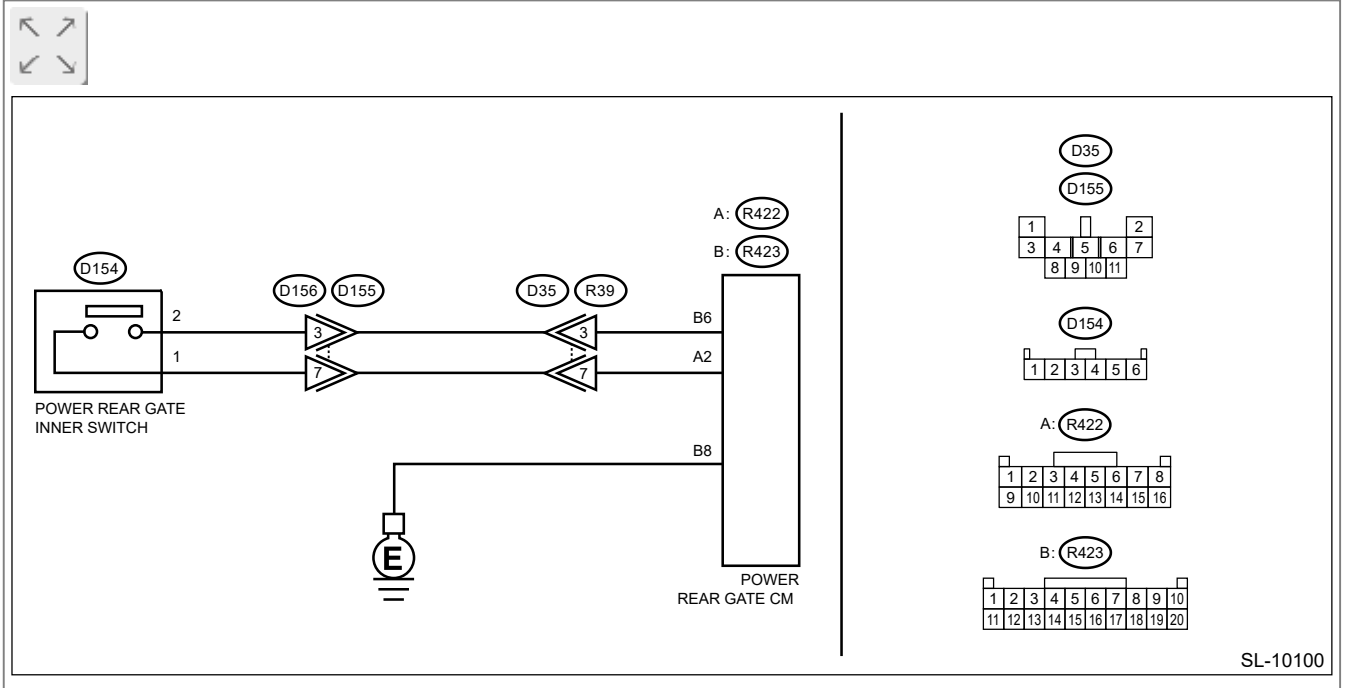 A: R422
B: R423
D154
D156 D155
D35 R39
2
3
3
B6
1
7
7
A2
POWER REAR GATE
INNER SWITCH
B8
E
POWER
REAR GATE CM
D35
D155
1 2
3 4 5 6 7
8 9 10 11
D154
1 2 3 4 5 6
A: R422
1 2 3 4 5 6 7 8
9 10 11 12 13 14 15 16
B: R423
1 2 3 4 5 6 7 8 9 10
11 12 13 14 15 16 17 18 19 20
SL-10100